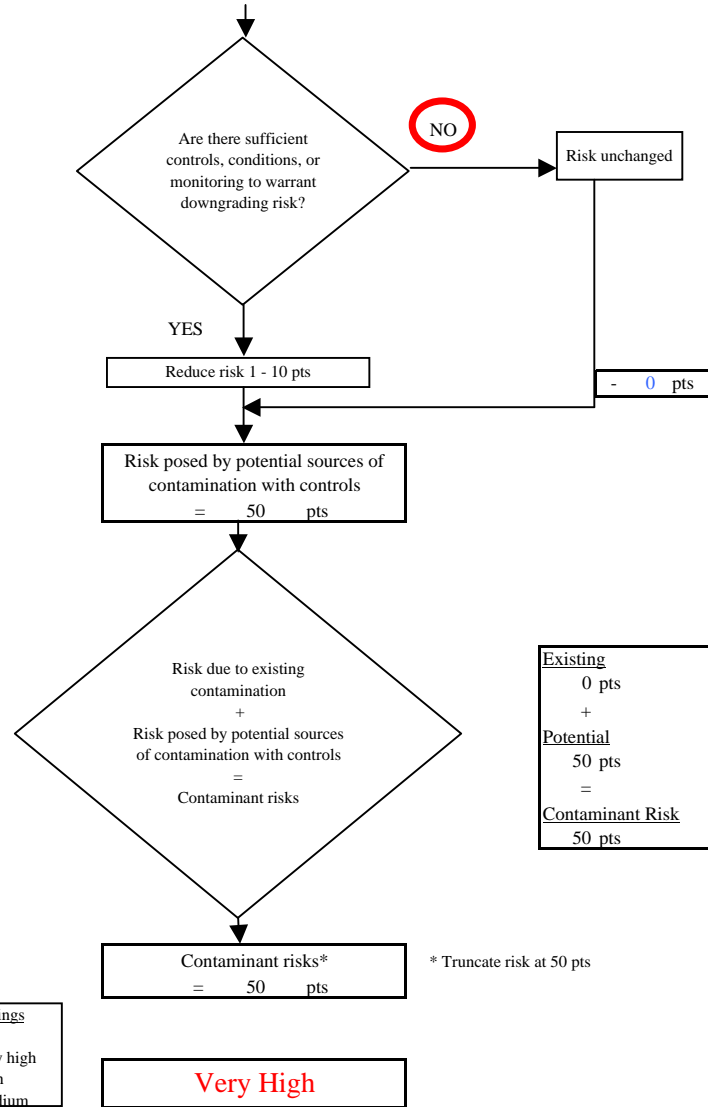 Are there sufficient
controls, conditions, or
monitoring to warrant
downgrading risk?
NO
Risk unchanged
YES
Reduce risk 1 - 10 pts
- 0 pts
Risk posed by potential sources of
contamination with controls
= 50 pts
Risk due to existing
contamination
+
Risk posed by potential sources
of contamination with controls
=
Contaminant risks
Existing
0 pts
+
Potential
50 pts
=
Contaminant Risk
50 pts
Contaminant risks*
= 50 pts
* Truncate risk at 50 pts
high
Very High